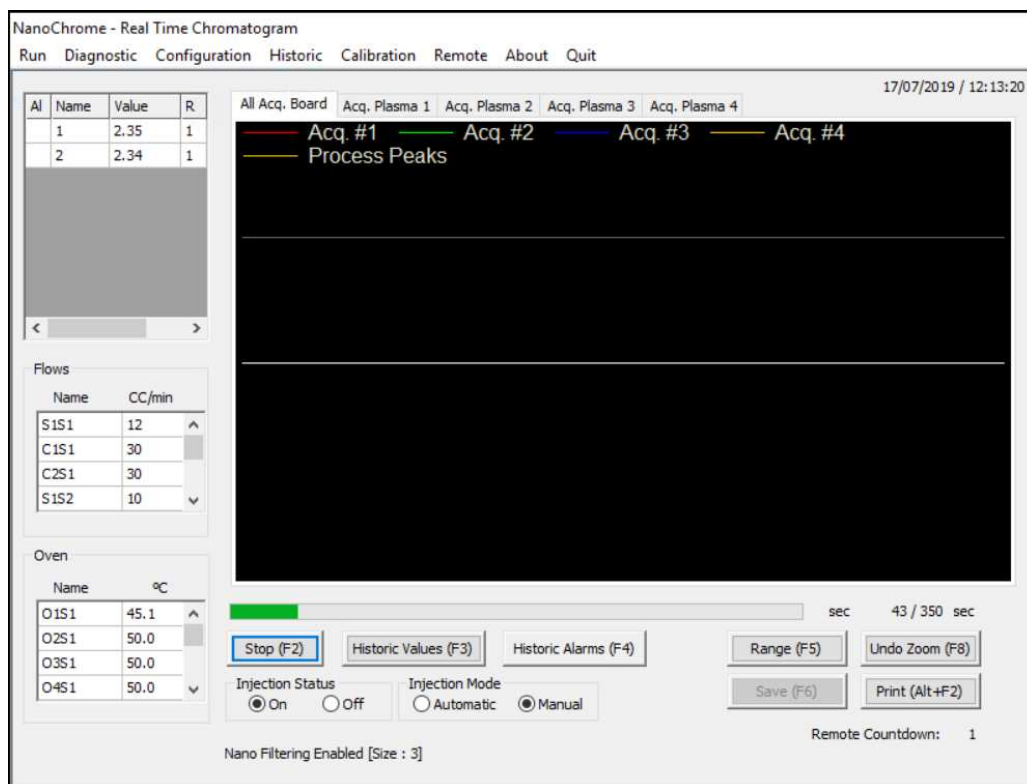 NanoChrome - Real Time Chromatogram
Run Diagnostic Configuration Historic Calibration Remote About Quit
17/07/2019 / 12:13:20
Al Name Value R
1 2.35 1
2 2.34 1
All Acq. Board Acq. Plasma 1 Acq. Plasma 2 Acq. Plasma 3 Acq. Plasma 4
Acq. #1 Acq. #2 Acq. #3 Acq. #4
Process Peaks
Flows
Name CC/min
S1S1 12
C1S1 30
C2S1 30
S1S2 10
Oven
Name ºC
O1S1 45.1
O2S1 50.0
O3S1 50.0
O4S1 50.0
sec 43 / 350 sec
Stop (F2) Historic Values (F3) Historic Alarms (F4) Range (F5) Undo Zoom (F8)
Injection Status Injection Mode
On Off Automatic Manual Save (F6) Print (Alt+F2)
Remote Countdown: 1
Nano Filtering Enabled [Size : 3]